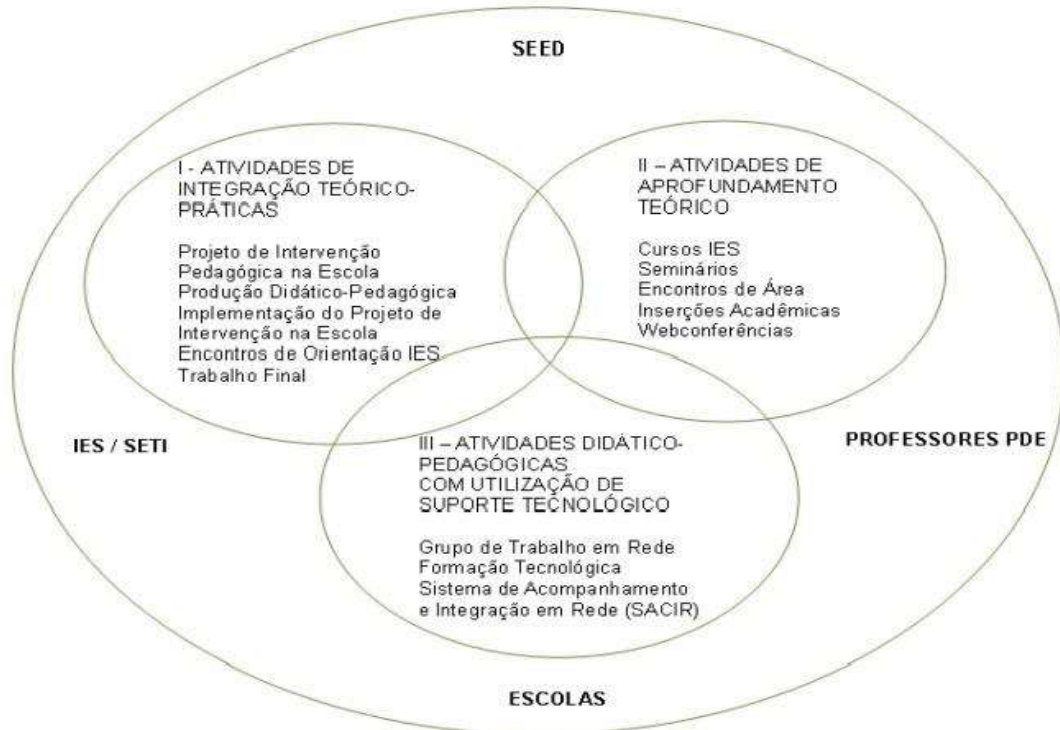 SEED
I - ATIVIDADES DE
INTEGRAÇÃO TEÓRICO-
PRÁTICAS
Projeto de Intervenção
Pedagógica na Escola
Produção Didático-Pedagógica
Implementação do Projeto de
Intervenção na Escola
Encontros de Orientação IES
Trabalho Final
II – ATIVIDADES DE
APROFUNDAMENTO
TEÓRICO
Cursos IES
Seminários
Encontros de Área
Inserções Acadêmicas
Webconferências
IES / SETI
PROFESSORES PDE
III – ATIVIDADES DIDÁTICO-
PEDAGÓGICAS
COM UTILIZAÇÃO DE
SUPORTE TECNOLÓGICO
Grupo de Trabalho em Rede
Formação Tecnológica
Sistema de Acompanhamento
e Integração em Rede (SACIR)
ESCOLAS